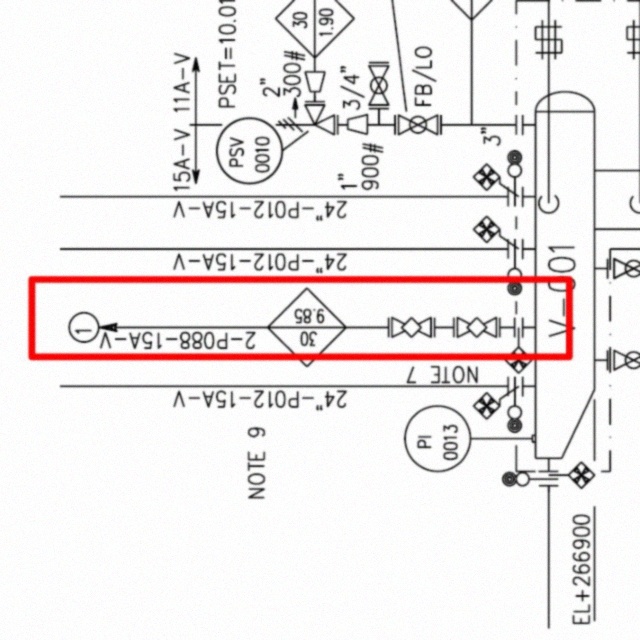 30
1.90
PSET=10.01
15A-V
11A-V
2"
300#
3/4"
FB/LO
PSV
0010
1"
900#
3"
24"-P012-15A-V
24"-P012-15A-V
1
9.85
30
2-P088-15A-V
V-001
NOTE 7
24"-P012-15A-V
PI
0013
NOTE 9
EL+266900